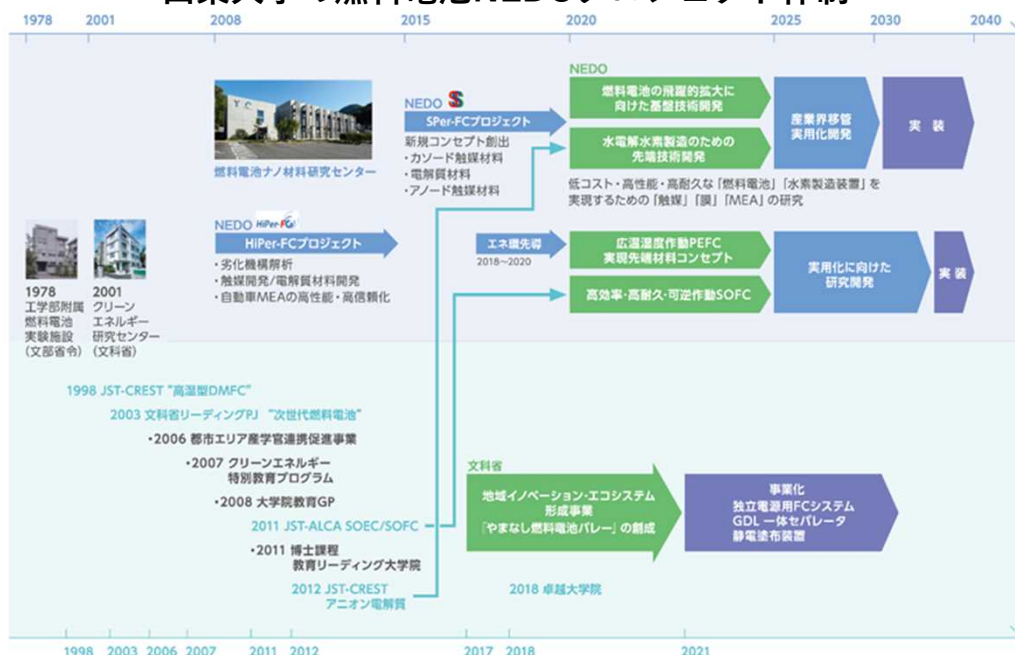 1978 2001 2008 2015 2020 2025 2030 2040
NEDO
燃料電池の飛躍的拡大に
向けた基盤技術開発
水電解水素製造のための
先端技術開発
産業界移管
実用化開発
実 装
低コスト・高性能・高耐久な「燃料電池」「水素製造装置」を
実現するための「触媒」「膜」「MEA」の研究
NEDO
SPer-FCプロジェクト
新規コンセプト創出
・カソード触媒材料
・電解質材料
・アノード触媒材料
燃料電池ナノ材料研究センター
NEDO HiPer-FC
HiPer-FCプロジェクト
・劣化機構解析
・触媒開発/電解質材料開発
・自動車MEAの高性能・高信頼化
エネ環先導
2018~2020
広温湿度作動PEFC
実現先端材料コンセプト
高効率・高耐久・可逆作動SOFC
実用化に向けた
研究開発
実 装
1978
工学部附属
燃料電池
実験施設
(文部省令)
2001
クリーン
エネルギー
研究センター
(文科省)
1998 JST-CREST "高温型DMFC"
2003 文科省リーディングPJ "次世代燃料電池"
・2006 都市エリア産学官連携促進事業
・2007 クリーンエネルギー
特別教育プログラム
・2008 大学院教育GP
2011 JST-ALCA SOEC/SOFC
・2011 博士課程
教育リーディング大学院
2012 JST-CREST
アニオン電解質
文科省
地域イノベーション・エコシステム
形成事業
「やまなし燃料電池バレー」の創成
事業化
独立電源用FCシステム
GDL 一体セパレータ
静電塗布装置
2018 卓越大学院
1998 2003 2006 2007 2011 2012 2017 2018 2021